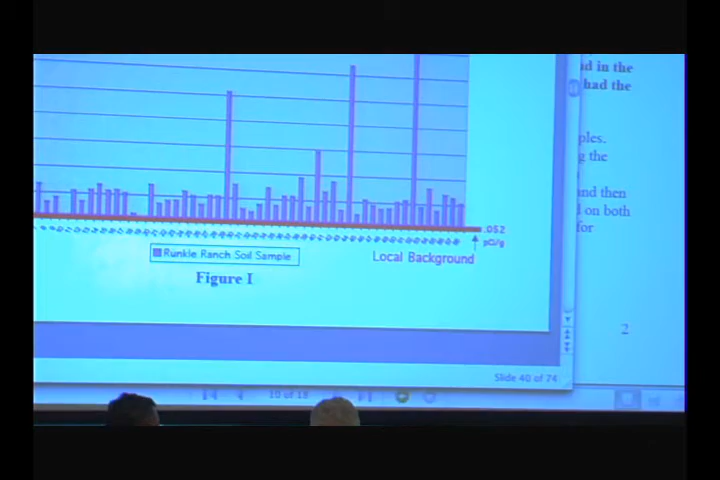 d in the
had the
ples.
g the
and then
on both
for
.052
pCi/g
Runkle Ranch Soil Sample
Local Background
Figure I
2
Slide 40 of 74
10 of 18